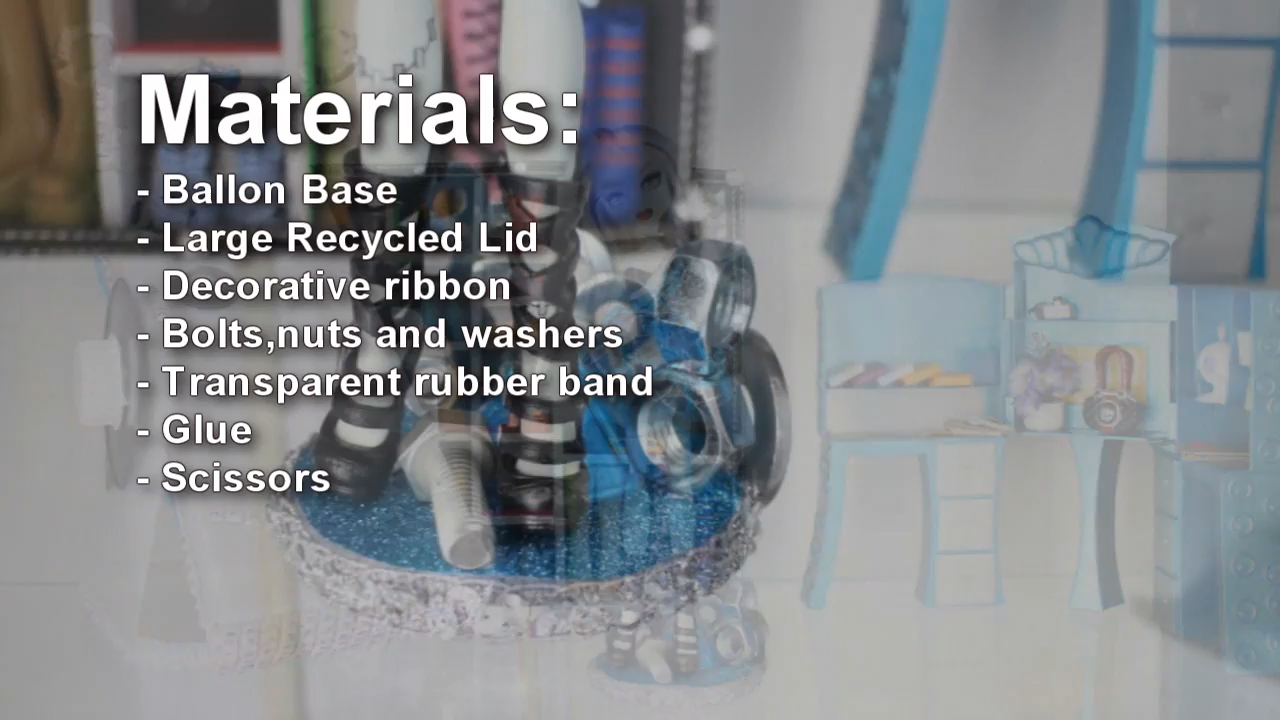 Materials:
- Ballon Base
- Large Recycled Lid
- Decorative ribbon
- Bolts,nuts and washers
- Transparent rubber band
- Glue
- Scissors